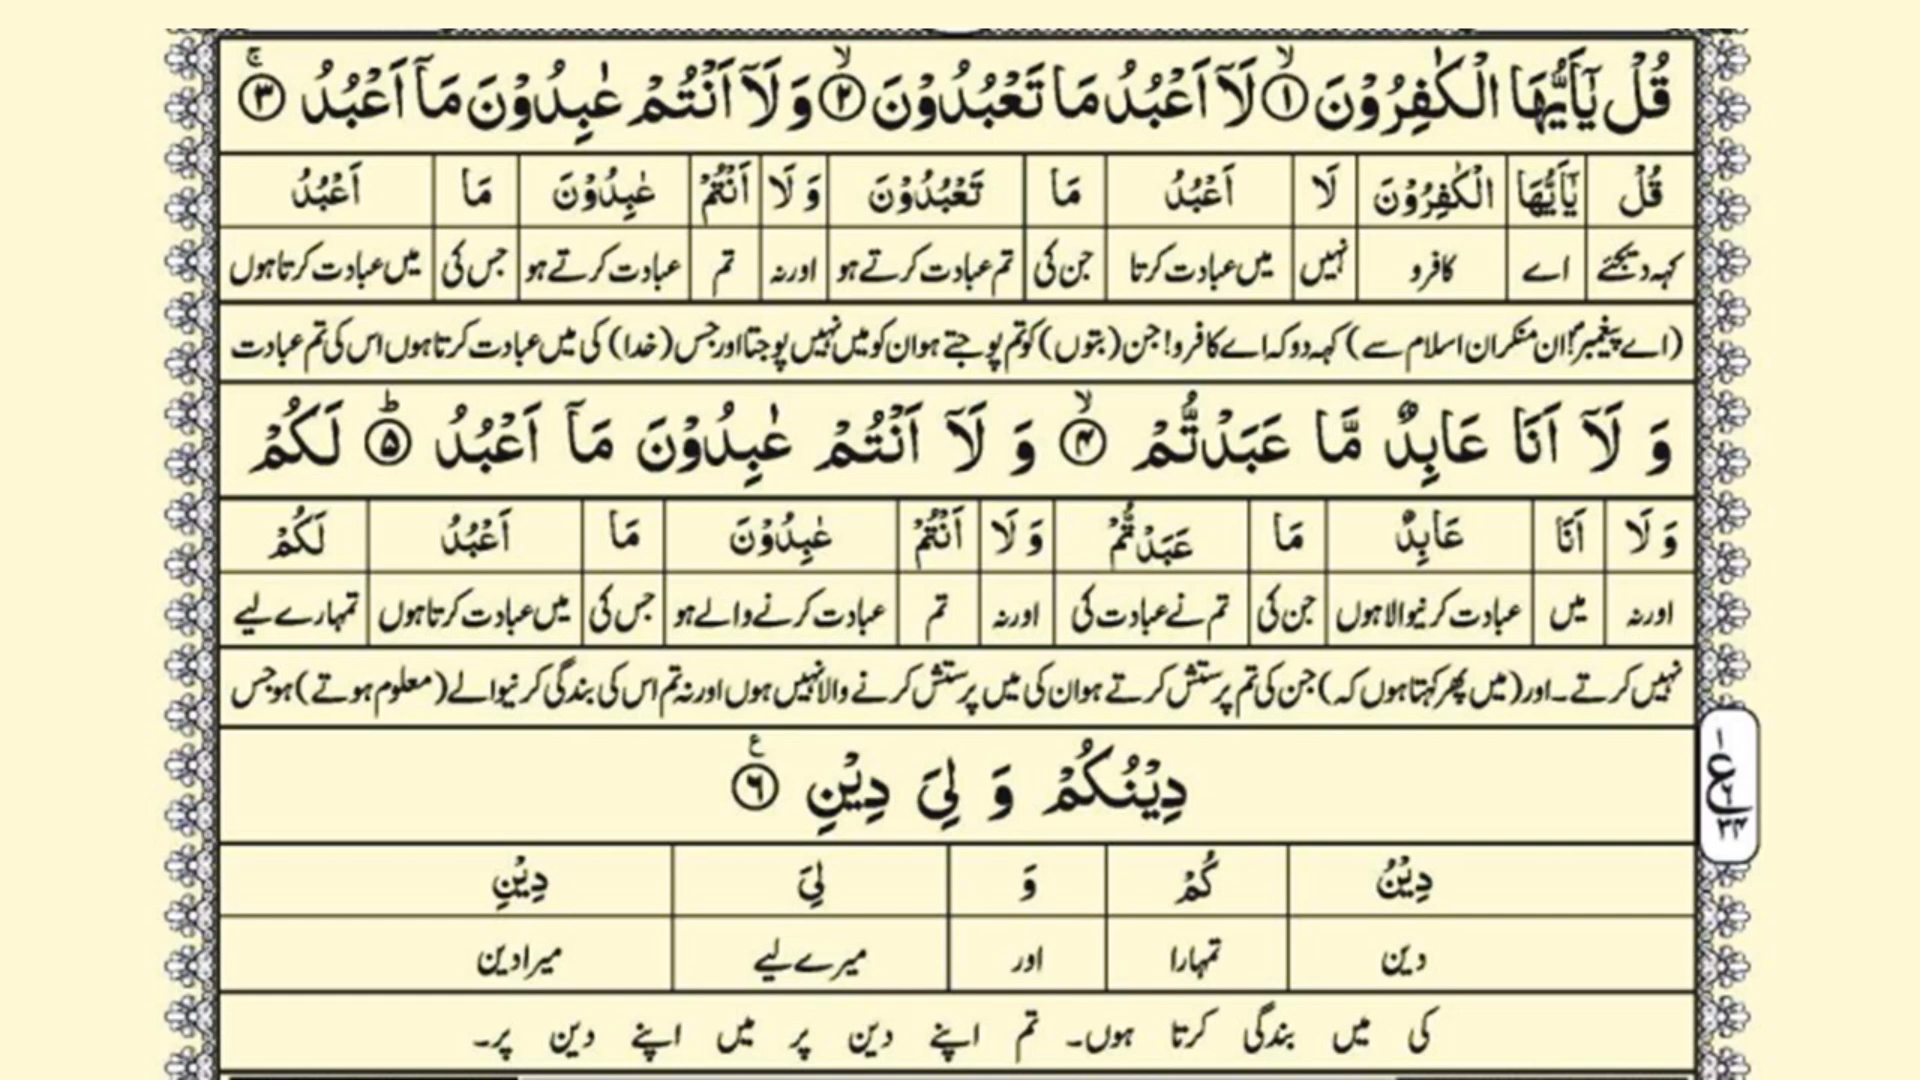 قُلْ يٰۤاَيُّهَا الْكٰفِرُوْنَ ۙ﴿۱﴾ لَاۤ اَعْبُدُ مَا تَعْبُدُوْنَ ۙ﴿۲﴾ وَ لَاۤ اَنْتُمْ عٰبِدُوْنَ مَاۤ اَعْبُدُ ۚ﴿۳﴾
قُلْ يٰۤاَيُّهَا الْكٰفِرُوْنَ لَا اَعْبُدُ مَا تَعْبُدُوْنَ وَ لَا اَنْتُمْ عٰبِدُوْنَ مَا اَعْبُدُ
کہہ دیجئے اے کافرو نہیں میں عبادت کرتا جن کی تم عبادت کرتے ہو اور نہ تم عبادت کرتے ہو جس کی میں عبادت کرتا ہوں
(اے پیغمبرؐ! ان منکران اسلام سے) کہہ دو کہ اے کافرو! جن (بتوں) کو تم پوجتے ہو ان کو میں نہیں پوجتا اور جس (خدا) کی میں عبادت کرتا ہوں اس کی تم عبادت
وَ لَاۤ اَنَا عَابِدٌ مَّا عَبَدْتُّمْ ۙ﴿۴﴾ وَ لَاۤ اَنْتُمْ عٰبِدُوْنَ مَاۤ اَعْبُدُ ؕ﴿۵﴾ لَكُمْ
وَ لَا اَنَا عَابِدٌ مَا عَبَدْتُّمْ وَ لَا اَنْتُمْ عٰبِدُوْنَ مَا اَعْبُدُ لَكُمْ
اور نہ میں عبادت کرنیوالا ہوں جن کی تم نے عبادت کی اور نہ تم عبادت کرنے والے ہو جس کی میں عبادت کرتا ہوں تمہارے لیے
نہیں کرتے۔ اور (میں پھر کہتا ہوں کہ) جن کی تم پرستش کرتے ہو ان کی میں پرستش کرنے والا نہیں ہوں اور نہ تم اس کی بندگی کرنیوالے (معلوم ہوتے) ہو جس
دِيْنُكُمْ وَ لِيَ دِيْنِ ﴿۶﴾ ع
۱
ع
۲
۳۴
دِيْنُ كُمْ وَ لِيَ دِيْنِ
دین تمہارا اور میرے لیے میرا دین
کی میں بندگی کرتا ہوں۔ تم اپنے دین پر میں اپنے دین پر۔